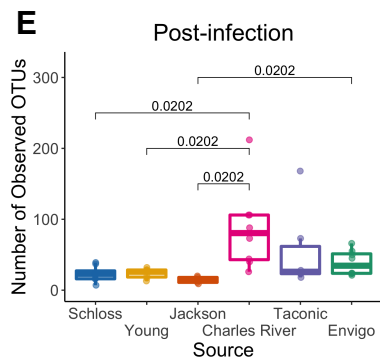 E
Post-infection
Number of Observed OTUs
300
200
100
0
0.0202
0.0202
0.0202
0.0202
Schloss
Young
Jackson
Charles River
Taconic
Envigo
Source